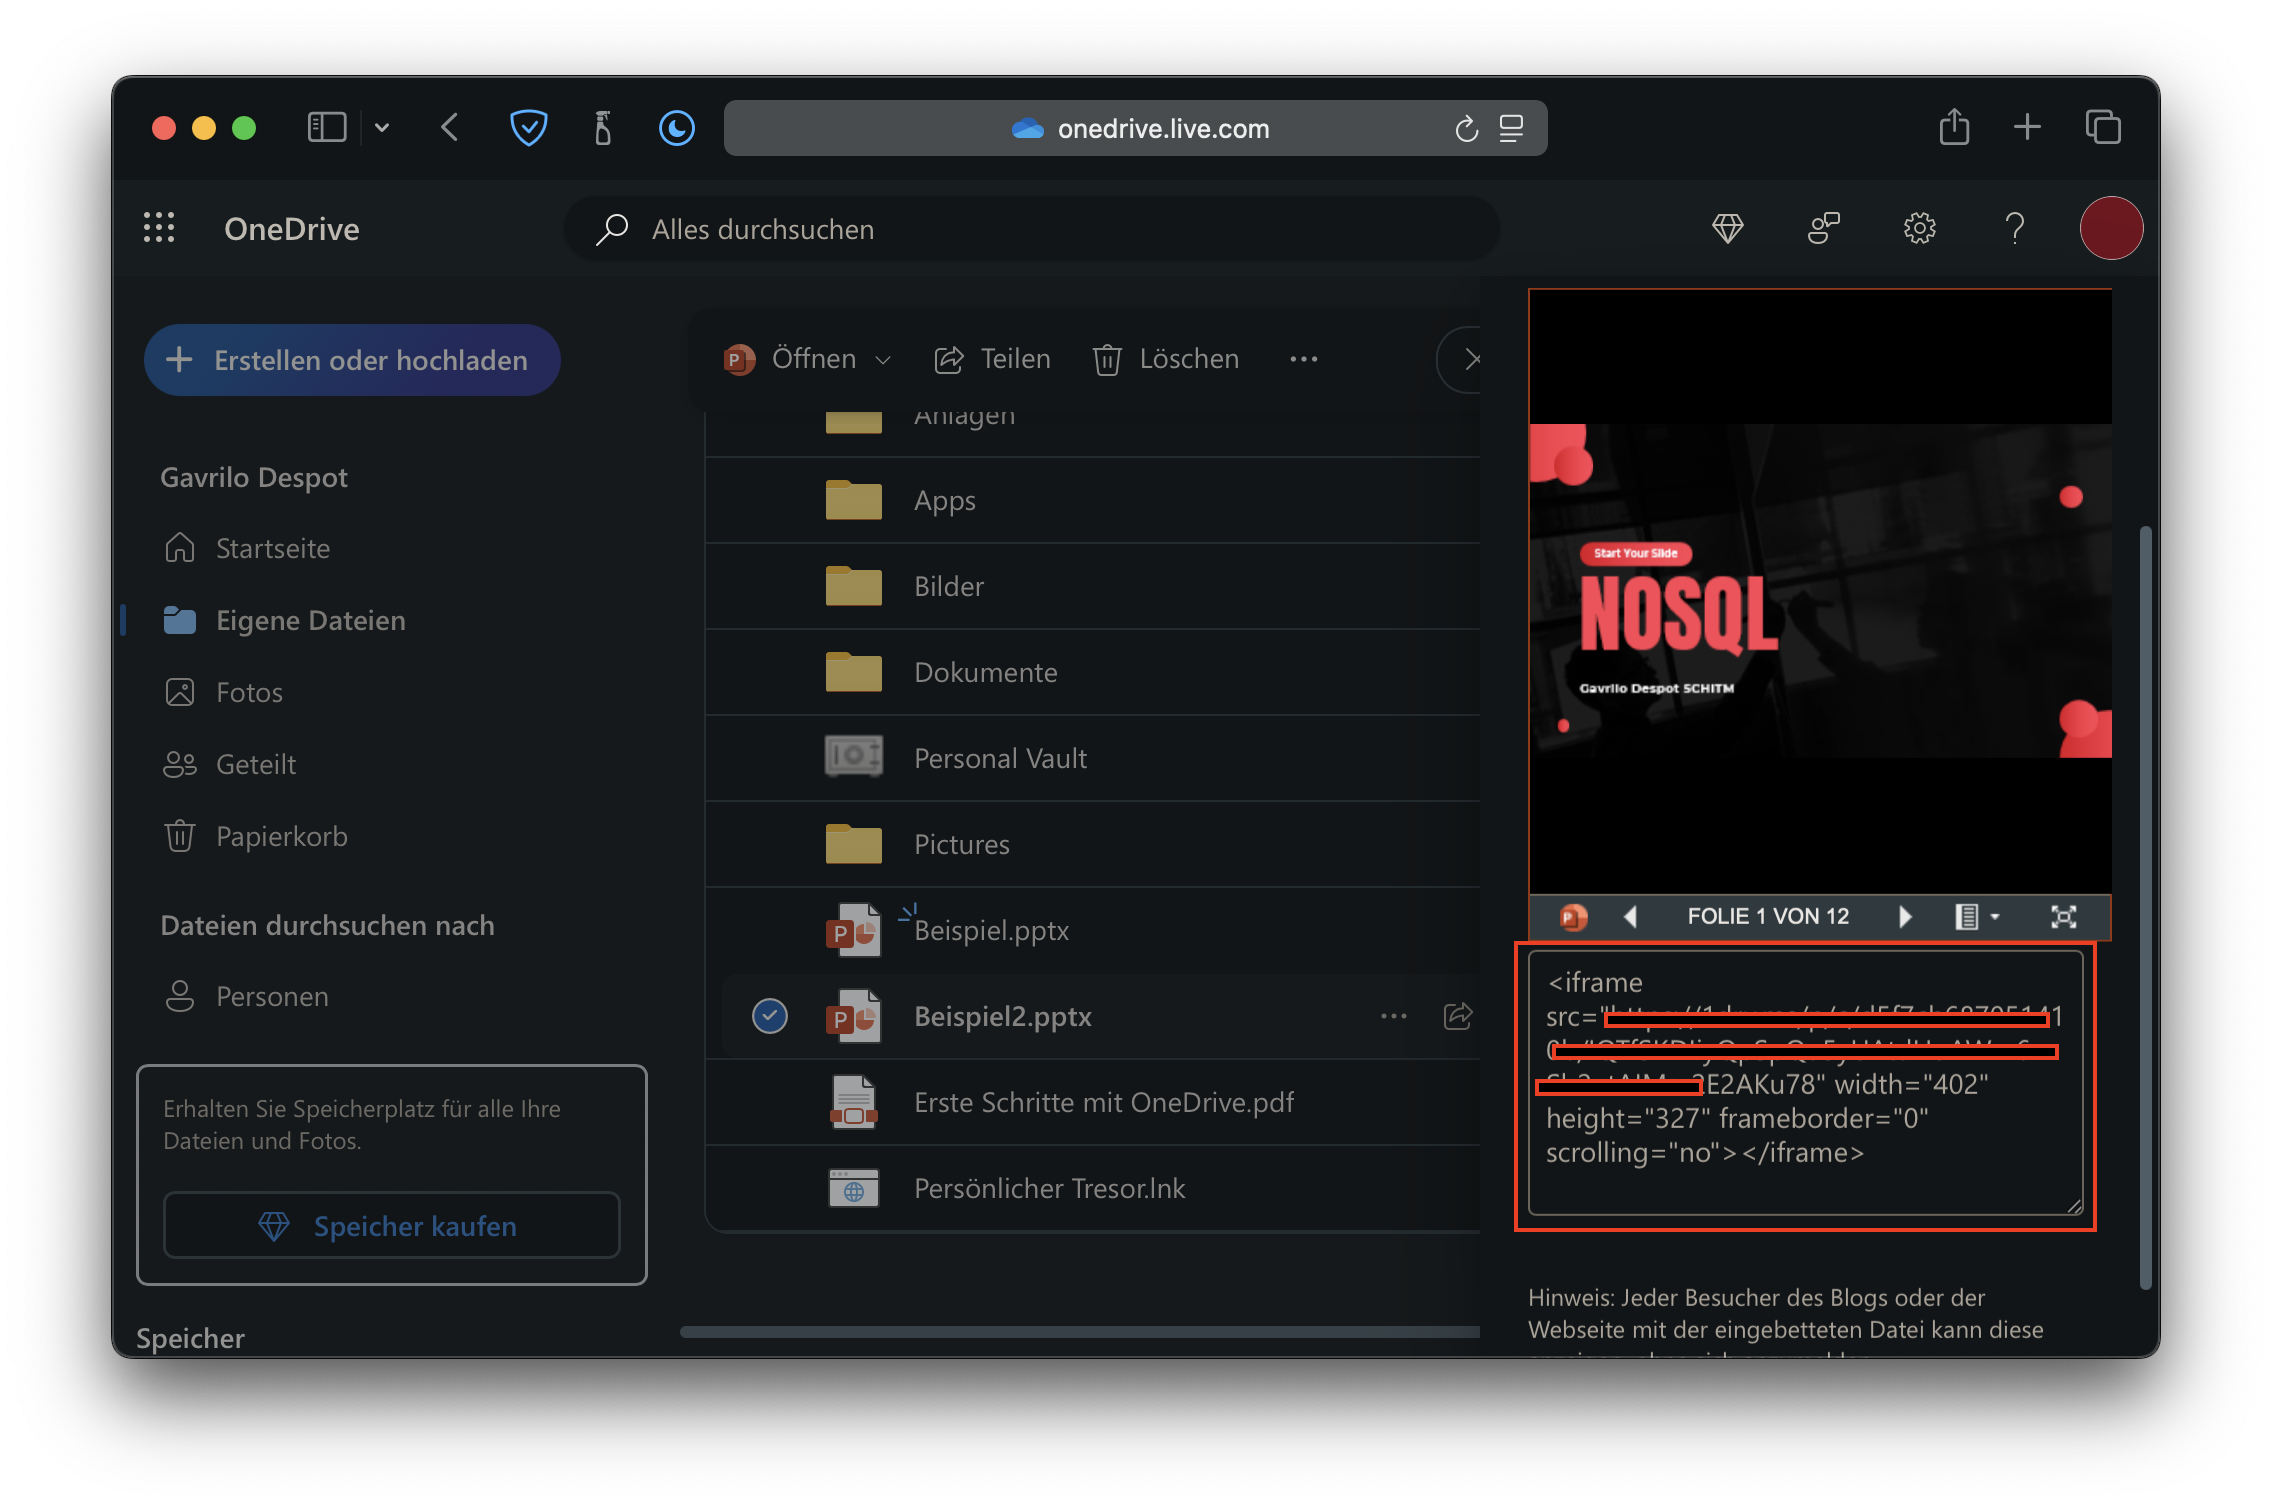 onedrive.live.com
OneDrive
Alles durchsuchen
Erstellen oder hochladen
Gavrilo Despot
Startseite
Eigene Dateien
Fotos
Geteilt
Papierkorb
Dateien durchsuchen nach
Personen
Erhalten Sie Speicherplatz für alle Ihre
Dateien und Fotos.
Speicher kaufen
Speicher
Öffnen
Teilen
Löschen
Anlagen
Apps
Bilder
Dokumente
Personal Vault
Pictures
Beispiel.pptx
Beispiel2.pptx
Erste Schritte mit OneDrive.pdf
Persönlicher Tresor.lnk
Start Your Slide
NOSQL
Gavrilo Despot 5CHITM
FOLIE 1 VON 12
<iframe
src="
E2AKu78" width="402"
height="327" frameborder="0"
scrolling="no"></iframe>
Hinweis: Jeder Besucher des Blogs oder der
Webseite mit der eingebetteten Datei kann diese